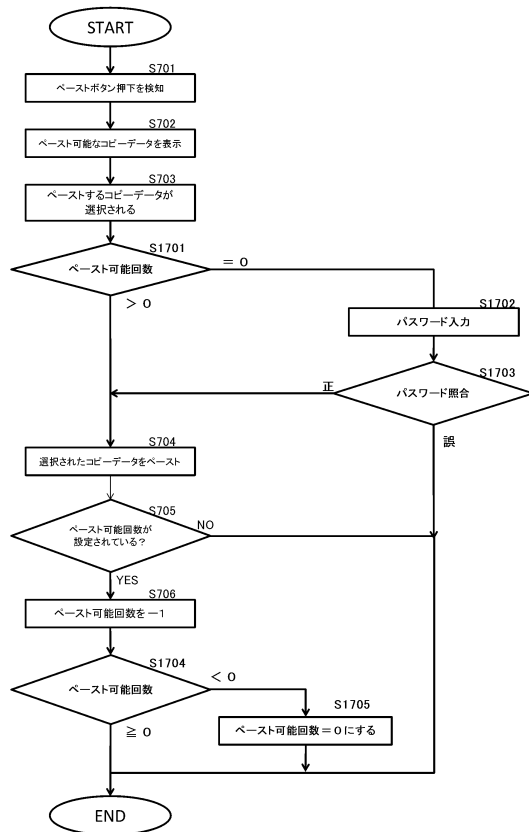 START
S701
ペーストボタン押下を検知
S702
ペースト可能なコピーデータを表示
S703
ペーストするコピーデータが
選択される
S1701
ペースト可能回数
＝０
＞０
S1702
パスワード入力
S1703
パスワード照合
正
誤
S704
選択されたコピーデータをペースト
S705
ペースト可能回数が
設定されている？
NO
YES
S706
ペースト可能回数を－１
S1704
ペースト可能回数
＜０
≧０
S1705
ペースト可能回数＝０にする
END